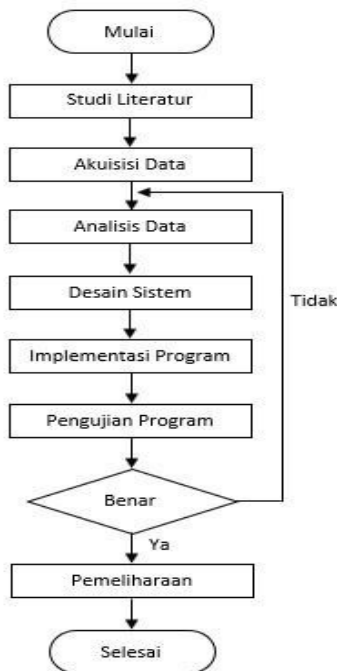 Mulai
Studi Literatur
Akuisisi Data
Analisis Data
Desain Sistem
Tidak
Implementasi Program
Pengujian Program
Benar
Ya
Pemeliharaan
Selesai